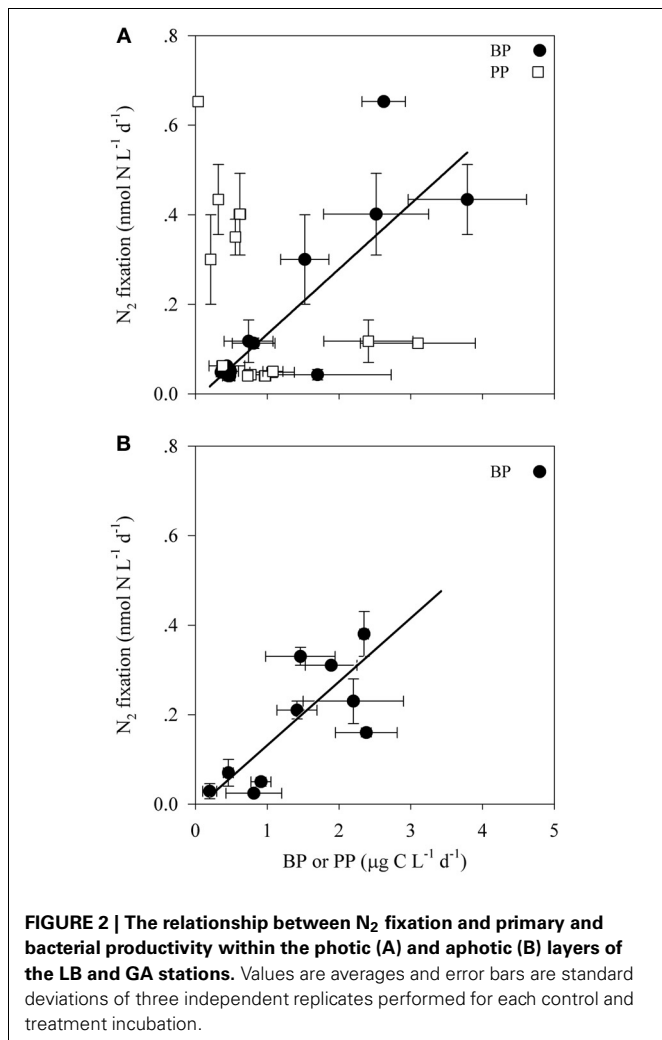 A
BP
PP
.8
.6
.4
.2
0.0
N₂ fixation (nmol N L⁻¹ d⁻¹)
B
BP
.8
.6
.4
.2
0.0
N₂ fixation (nmol N L⁻¹ d⁻¹)
0 1 2 3 4 5
BP or PP (µg C L⁻¹ d⁻¹)
FIGURE 2 | The relationship between N₂ fixation and primary and
bacterial productivity within the photic (A) and aphotic (B) layers of
the LB and GA stations. Values are averages and error bars are standard
deviations of three independent replicates performed for each control and
treatment incubation.